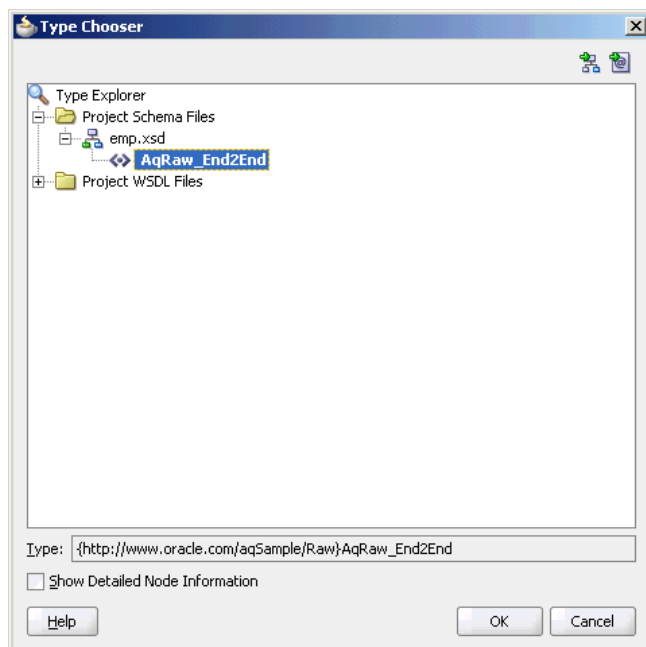 Type Chooser
Type Explorer
Project Schema Files
emp.xsd
AqRaw_End2End
Project WSDL Files
Type: {http://www.oracle.com/aqSample/Raw}AqRaw_End2End
Show Detailed Node Information
Help OK Cancel